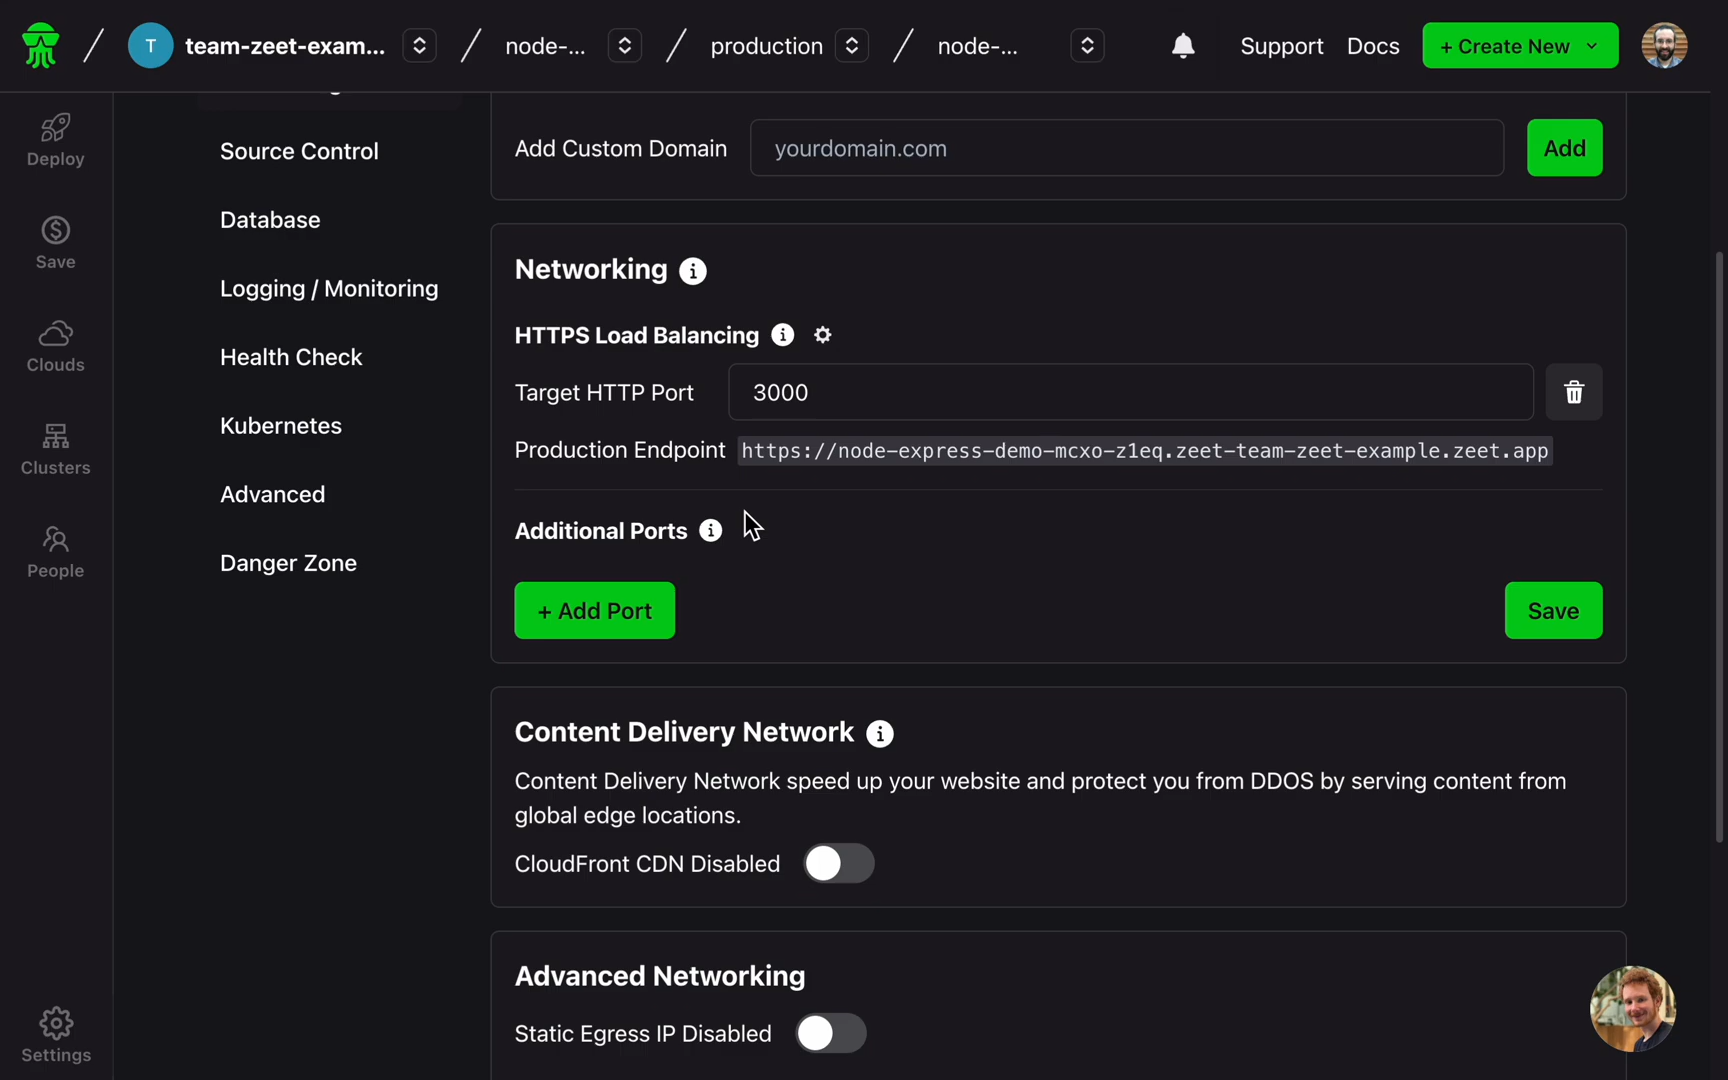 T team-zeet-exam... / node-... / production / node-... Support Docs + Create New
Deploy
Save
Clouds
Clusters
People
Settings
Source Control
Database
Logging / Monitoring
Health Check
Kubernetes
Advanced
Danger Zone
Add Custom Domain yourdomain.com Add
Networking
HTTPS Load Balancing
Target HTTP Port 3000
Production Endpoint https://node-express-demo-mcxo-z1eq.zeet-team-zeet-example.zeet.app
Additional Ports
+ Add Port Save
Content Delivery Network
Content Delivery Network speed up your website and protect you from DDOS by serving content from
global edge locations.
CloudFront CDN Disabled
Advanced Networking
Static Egress IP Disabled